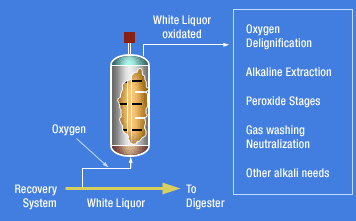 White Liquor
oxidated
Oxygen
Delignification
Alkaline Extraction
Peroxide Stages
Gas washing
Neutralization
Other alkali needs
Oxygen
Recovery
System
White Liquor
To
Digester